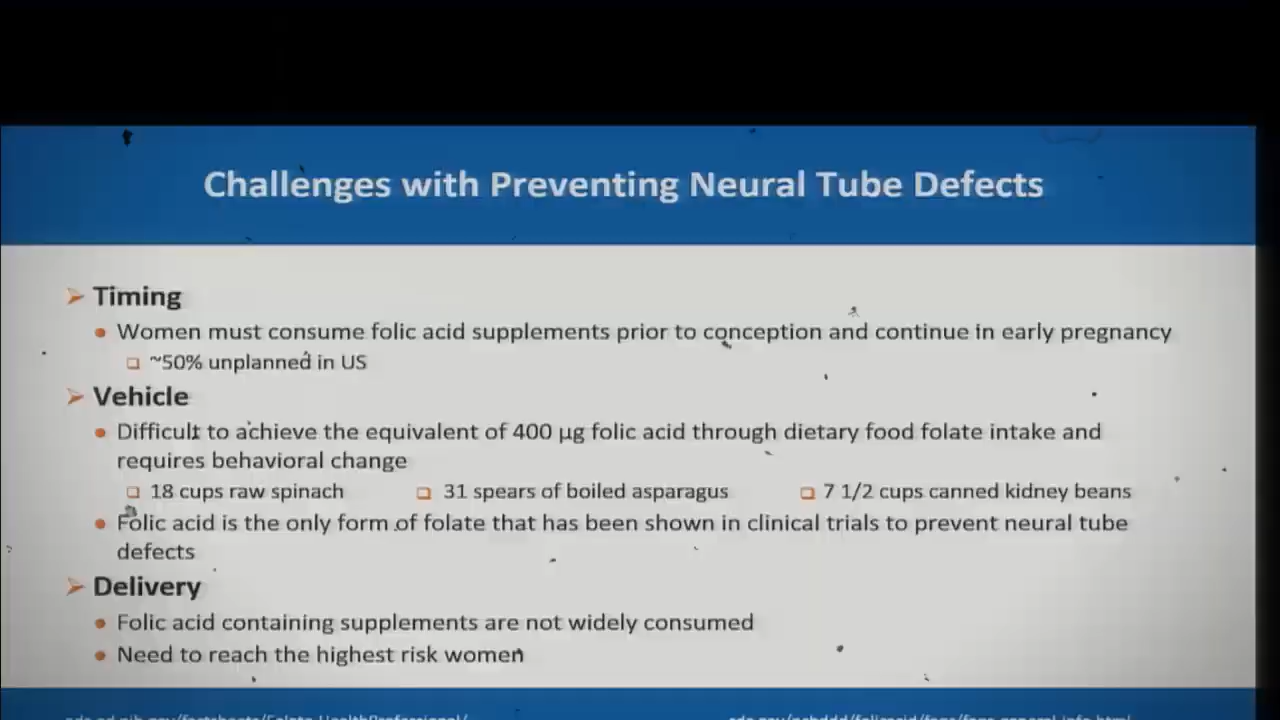 Challenges with Preventing Neural Tube Defects
➢ Timing
• Women must consume folic acid supplements prior to conception and continue in early pregnancy
❑ ~50% unplanned in US
➢ Vehicle
• Difficult to achieve the equivalent of 400 µg folic acid through dietary food folate intake and
requires behavioral change
❑ 18 cups raw spinach ❑ 31 spears of boiled asparagus ❑ 7 1/2 cups canned kidney beans
• Folic acid is the only form of folate that has been shown in clinical trials to prevent neural tube
defects
➢ Delivery
• Folic acid containing supplements are not widely consumed
• Need to reach the highest risk women